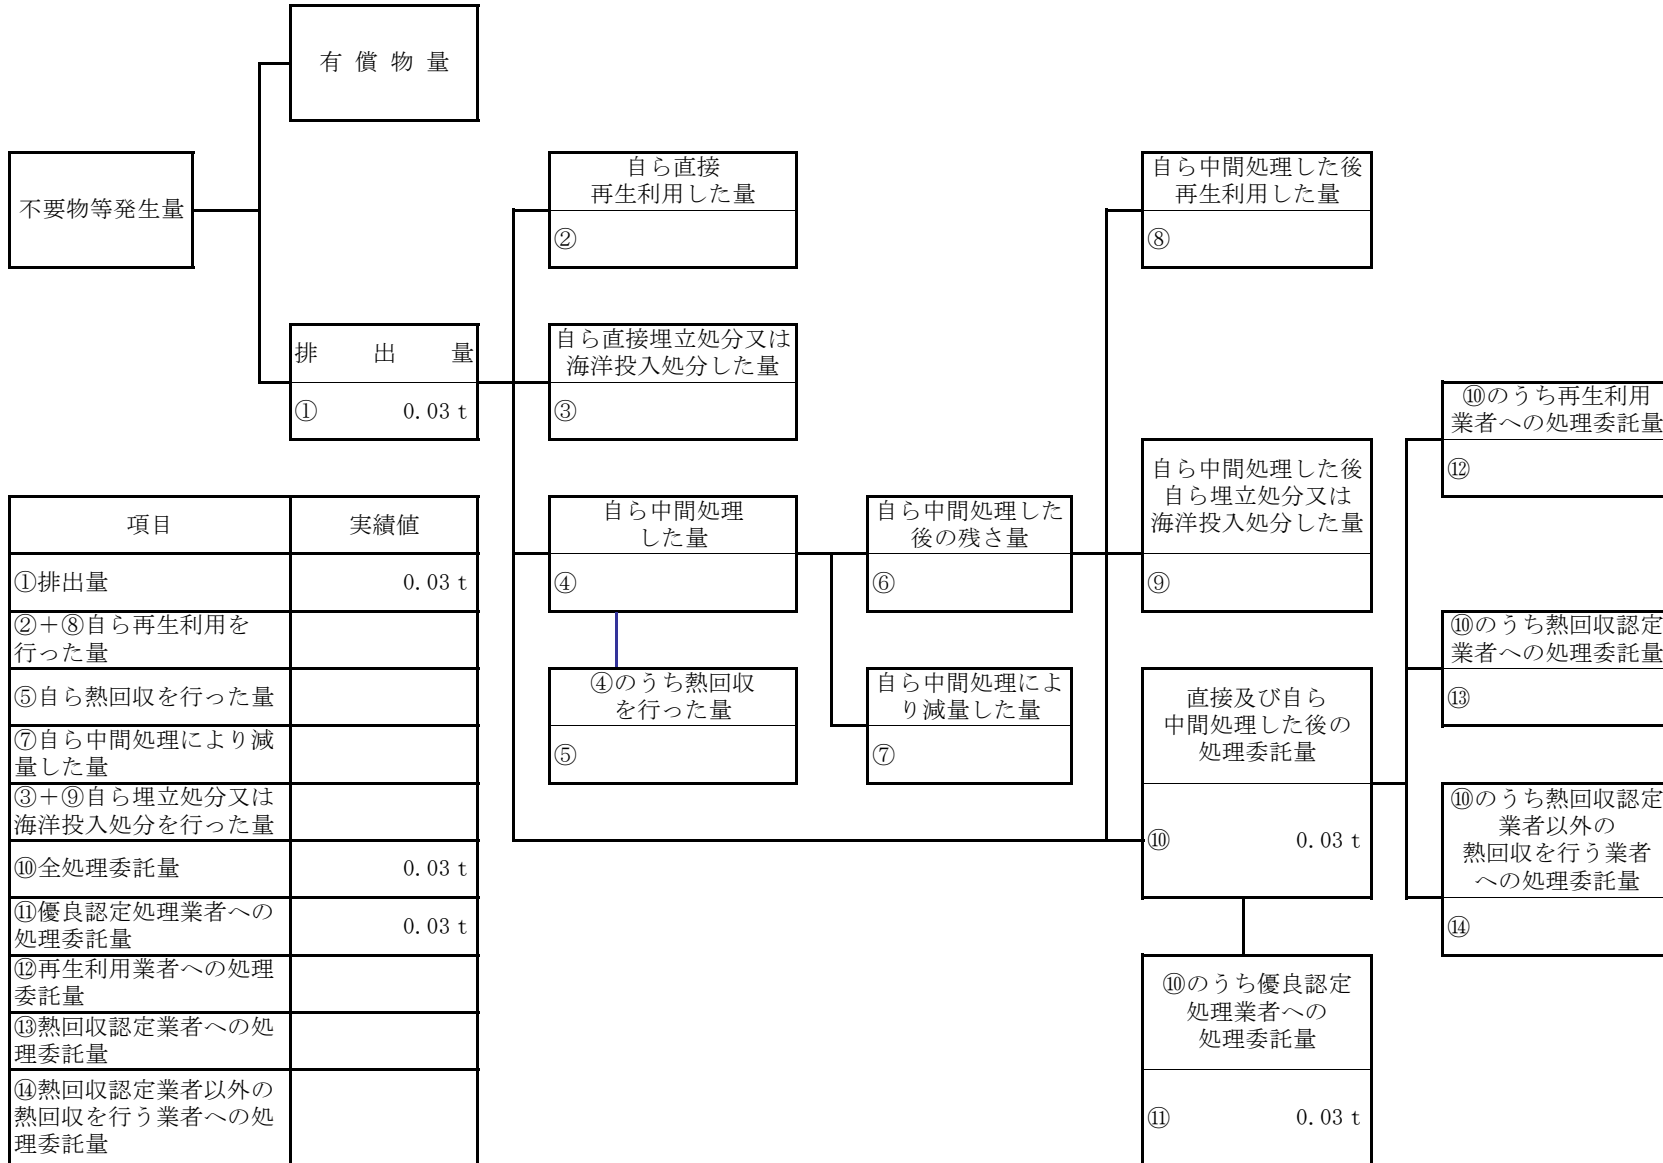 有償物量
不要物等発生量
自ら直接
再生利用した量
②
自ら中間処理した後
再生利用した量
⑧
排出量
① 0.03 t
自ら直接埋立処分又は
海洋投入処分した量
③
⑩のうち再生利用
業者への処理委託量
⑫
自ら中間処理した後
自ら埋立処分又は
海洋投入処分した量
⑨
自ら中間処理
した量
④
自ら中間処理した
後の残さ量
⑥
⑩のうち熱回収認定
業者への処理委託量
⑬
④のうち熱回収
を行った量
⑤
自ら中間処理によ
り減量した量
⑦
直接及び自ら
中間処理した後の
処理委託量
⑩ 0.03 t
⑩のうち熱回収認定
業者以外の
熱回収を行う業者
への処理委託量
⑭
⑩のうち優良認定
処理業者への
処理委託量
⑪ 0.03 t
項目 実績値
①排出量 0.03 t
②＋⑧自ら再生利用を
行った量
⑤自ら熱回収を行った量
⑦自ら中間処理により減
量した量
③＋⑨自ら埋立処分又は
海洋投入処分を行った量
⑩全処理委託量 0.03 t
⑪優良認定処理業者への
処理委託量 0.03 t
⑫再生利用業者への処理
委託量
⑬熱回収認定業者への処
理委託量
⑭熱回収認定業者以外の
熱回収を行う業者への処
理委託量